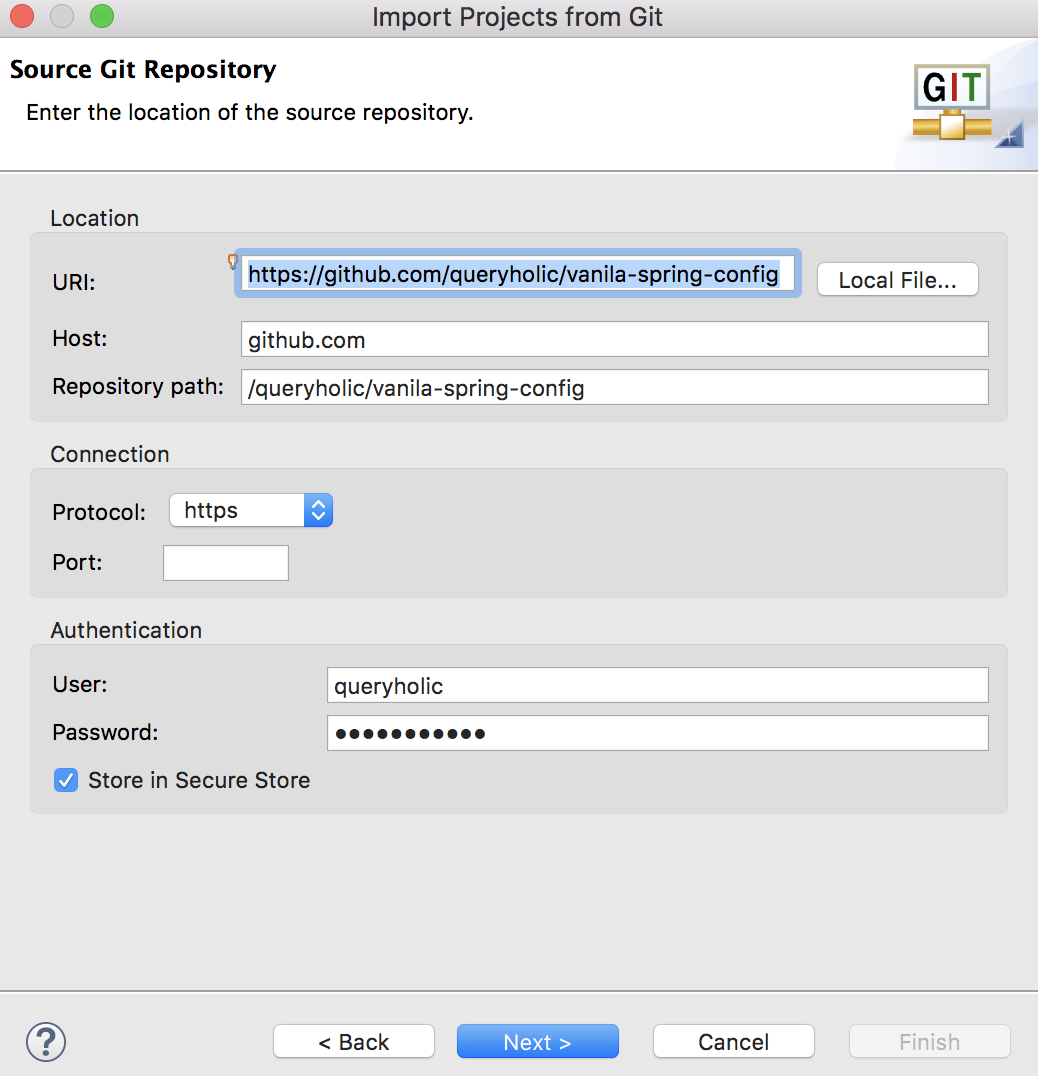 Import Projects from Git
Source Git Repository
Enter the location of the source repository.
GIT
Location
URI: https://github.com/queryholic/vanila-spring-config Local File...
Host: github.com
Repository path: /queryholic/vanila-spring-config
Connection
Protocol: https
Port:
Authentication
User: queryholic
Password: ●●●●●●●●●●●
Store in Secure Store
? < Back Next > Cancel Finish